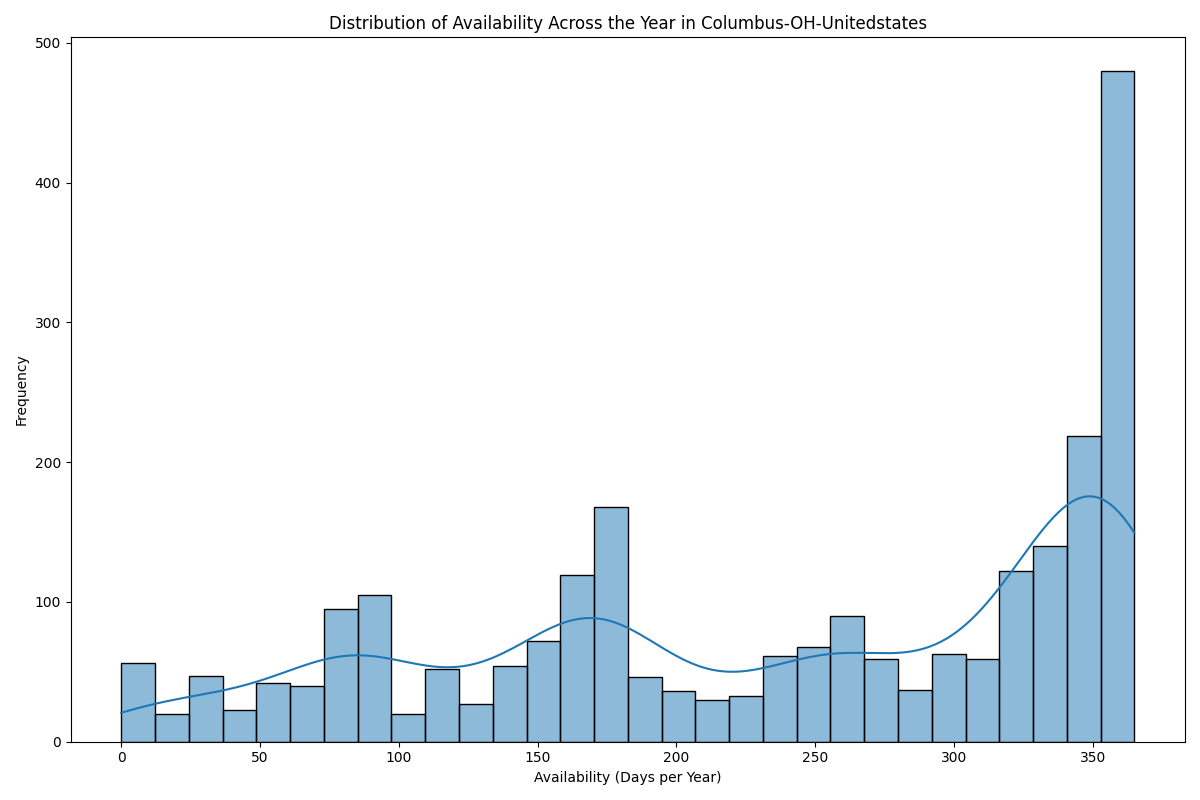 Distribution of Availability Across the Year in Columbus-OH-Unitedstates
500
400
300
200
100
0
Frequency
0 50 100 150 200 250 300 350
Availability (Days per Year)